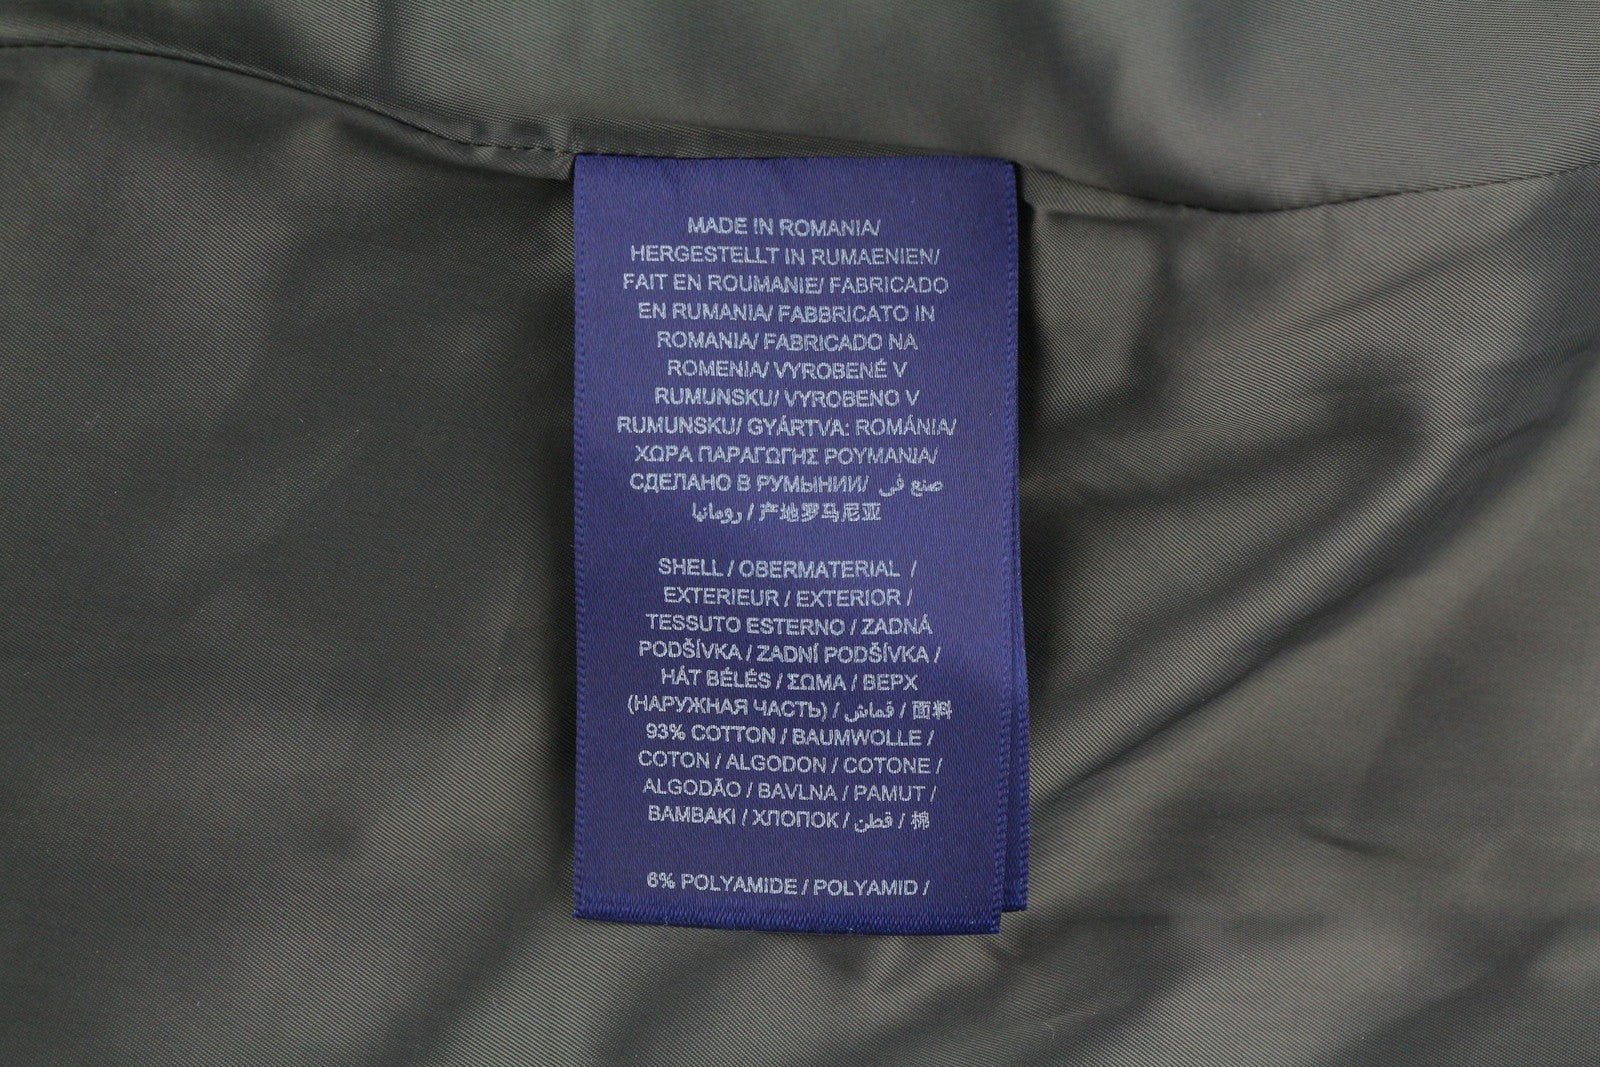 MADE IN ROMANIA/
HERGESTELLT IN RUMAENIEN/
FAIT EN ROUMANIE/ FABRICADO
EN RUMANIA/ FABBRICATO IN
ROMANIA/ FABRICADO NA
ROMENIA/ VYROBENÉ V
RUMUNSKU/ VYROBENO V
RUMUNSKU/ GYÁRTVA: ROMÁNIA/
ΧΩΡΑ ΠΑΡΑΓΩΓΗΣ ΡΟΥΜΑΝΙΑ/
СДЕЛАНО В РУМЫНИИ/ صنع في
رومانيا / 产地罗马尼亚
SHELL / OBERMATERIAL /
EXTERIEUR / EXTERIOR /
TESSUTO ESTERNO / ZADNÁ
PODŠÍVKA / ZADNÍ PODŠÍVKA /
HÁT BÉLÉS / ΣΩΜΑ / ВЕРХ
(НАРУЖНАЯ ЧАСТЬ) / قماش / 面料
93% COTTON / BAUMWOLLE /
COTON / ALGODON / COTONE /
ALGODÃO / BAVLNA / PAMUT /
BAMBAKI / ХЛОПОК / قطن / 棉
6% POLYAMIDE / POLYAMID /